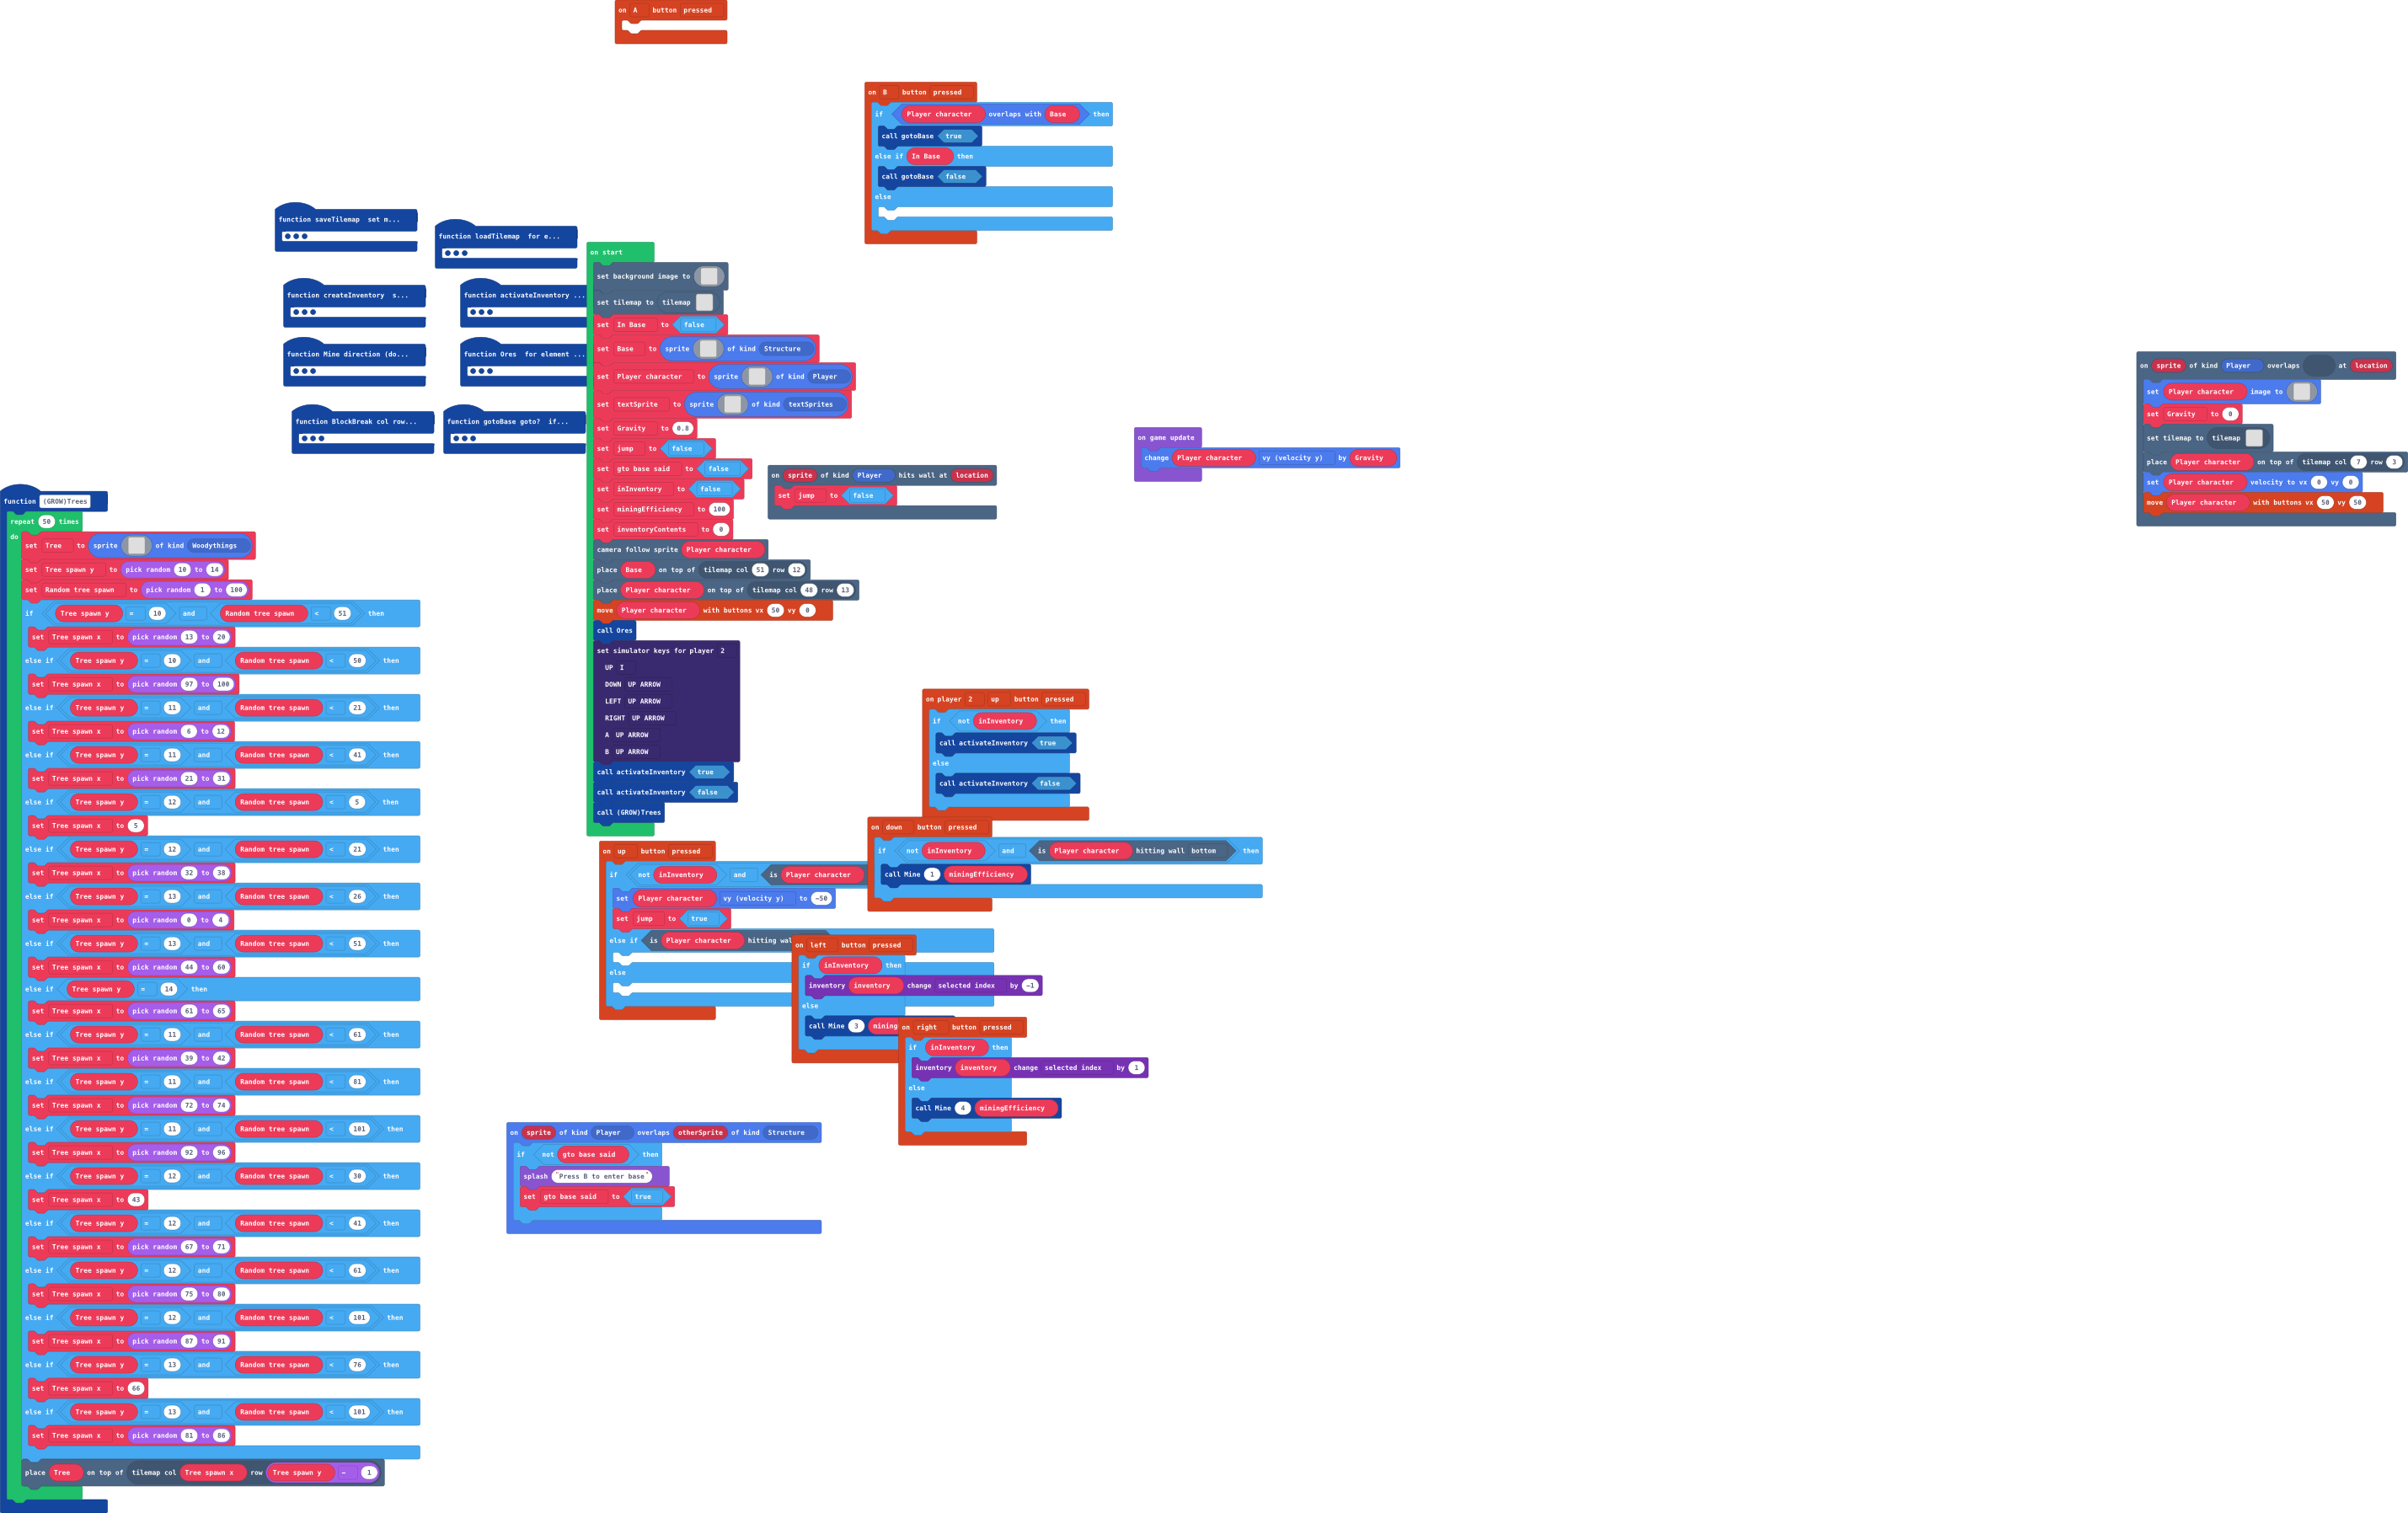 on A button pressed
on B button pressed
if Player character overlaps with Base then
call gotoBase true
else if In Base then
call gotoBase false
else
function saveTilemap set m...
function loadTilemap for e...
function createInventory s...
function activateInventory ...
function Mine direction (do...
function Ores for element ...
function BlockBreak col row...
function gotoBase goto? if...
on start
set background image to
set tilemap to tilemap
set In Base to false
set Base to sprite of kind Structure
set Player character to sprite of kind Player
set textSprite to sprite of kind textSprites
set Gravity to 0.8
set jump to false
set gto base said to false
set inInventory to false
set miningEfficiency to 100
set inventoryContents to 0
camera follow sprite Player character
place Base on top of tilemap col 51 row 12
place Player character on top of tilemap col 48 row 13
move Player character with buttons vx 50 vy 0
call Ores
set simulator keys for player 2
UP I
DOWN UP ARROW
LEFT UP ARROW
RIGHT UP ARROW
A UP ARROW
B UP ARROW
call activateInventory true
call activateInventory false
call (GROW)Trees
on sprite of kind Player hits wall at location
set jump to false
on game update
change Player character vy (velocity y) by Gravity
on sprite of kind Player overlaps at location
set Player character image to
set Gravity to 0
set tilemap to tilemap
place Player character on top of tilemap col 7 row 3
set Player character velocity to vx 0 vy 0
move Player character with buttons vx 50 vy 50
function (GROW)Trees
repeat 50 times
do
set Tree to sprite of kind Woodythings
set Tree spawn y to pick random 10 to 14
set Random tree spawn to pick random 1 to 100
if Tree spawn y = 10 and Random tree spawn < 51 then
set Tree spawn x to pick random 13 to 20
else if Tree spawn y = 10 and Random tree spawn < 50 then
set Tree spawn x to pick random 97 to 100
else if Tree spawn y = 11 and Random tree spawn < 21 then
set Tree spawn x to pick random 6 to 12
else if Tree spawn y = 11 and Random tree spawn < 41 then
set Tree spawn x to pick random 21 to 31
else if Tree spawn y = 12 and Random tree spawn < 5 then
set Tree spawn x to 5
else if Tree spawn y = 12 and Random tree spawn < 21 then
set Tree spawn x to pick random 32 to 38
else if Tree spawn y = 13 and Random tree spawn < 26 then
set Tree spawn x to pick random 0 to 4
else if Tree spawn y = 13 and Random tree spawn < 51 then
set Tree spawn x to pick random 44 to 60
else if Tree spawn y = 14 then
set Tree spawn x to pick random 61 to 65
else if Tree spawn y = 11 and Random tree spawn < 61 then
set Tree spawn x to pick random 39 to 42
else if Tree spawn y = 11 and Random tree spawn < 81 then
set Tree spawn x to pick random 72 to 74
else if Tree spawn y = 11 and Random tree spawn < 101 then
set Tree spawn x to pick random 92 to 96
else if Tree spawn y = 12 and Random tree spawn < 30 then
set Tree spawn x to 43
else if Tree spawn y = 12 and Random tree spawn < 41 then
set Tree spawn x to pick random 67 to 71
else if Tree spawn y = 12 and Random tree spawn < 61 then
set Tree spawn x to pick random 75 to 80
else if Tree spawn y = 12 and Random tree spawn < 101 then
set Tree spawn x to pick random 87 to 91
else if Tree spawn y = 13 and Random tree spawn < 76 then
set Tree spawn x to 66
else if Tree spawn y = 13 and Random tree spawn < 101 then
set Tree spawn x to pick random 81 to 86
place Tree on top of tilemap col Tree spawn x row Tree spawn y - 1
on player 2 up button pressed
if not inInventory then
call activateInventory true
else
call activateInventory false
on down button pressed
if not inInventory and is Player character hitting wall bottom then
call Mine 1 miningEfficiency
on up button pressed
if not inInventory and is Player character
set Player character vy (velocity y) to -50
set jump to true
else if is Player character hitting wal
else
on left button pressed
if inInventory then
inventory inventory change selected index by -1
else
call Mine 3 mining
on right button pressed
if inInventory then
inventory inventory change selected index by 1
else
call Mine 4 miningEfficiency
on sprite of kind Player overlaps otherSprite of kind Structure
if not gto base said then
splash "Press B to enter base"
set gto base said to true